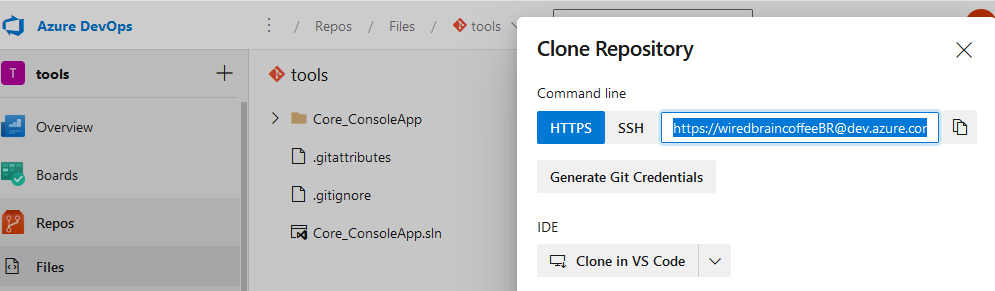 Azure DevOps
/ Repos / Files / tools
T tools
Overview
Boards
Repos
Files
tools
Core_ConsoleApp
.gitattributes
.gitignore
Core_ConsoleApp.sln
Clone Repository
Command line
HTTPS SSH https://wiredbraincoffeeBR@dev.azure.cor
Generate Git Credentials
IDE
Clone in VS Code